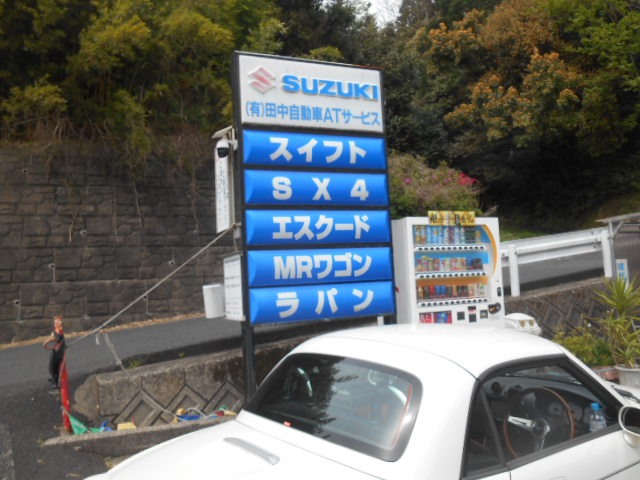 SUZUKI
(有)田中自動車ATサービス
スイフト
SX4
エスクード
MRワゴン
ラパン